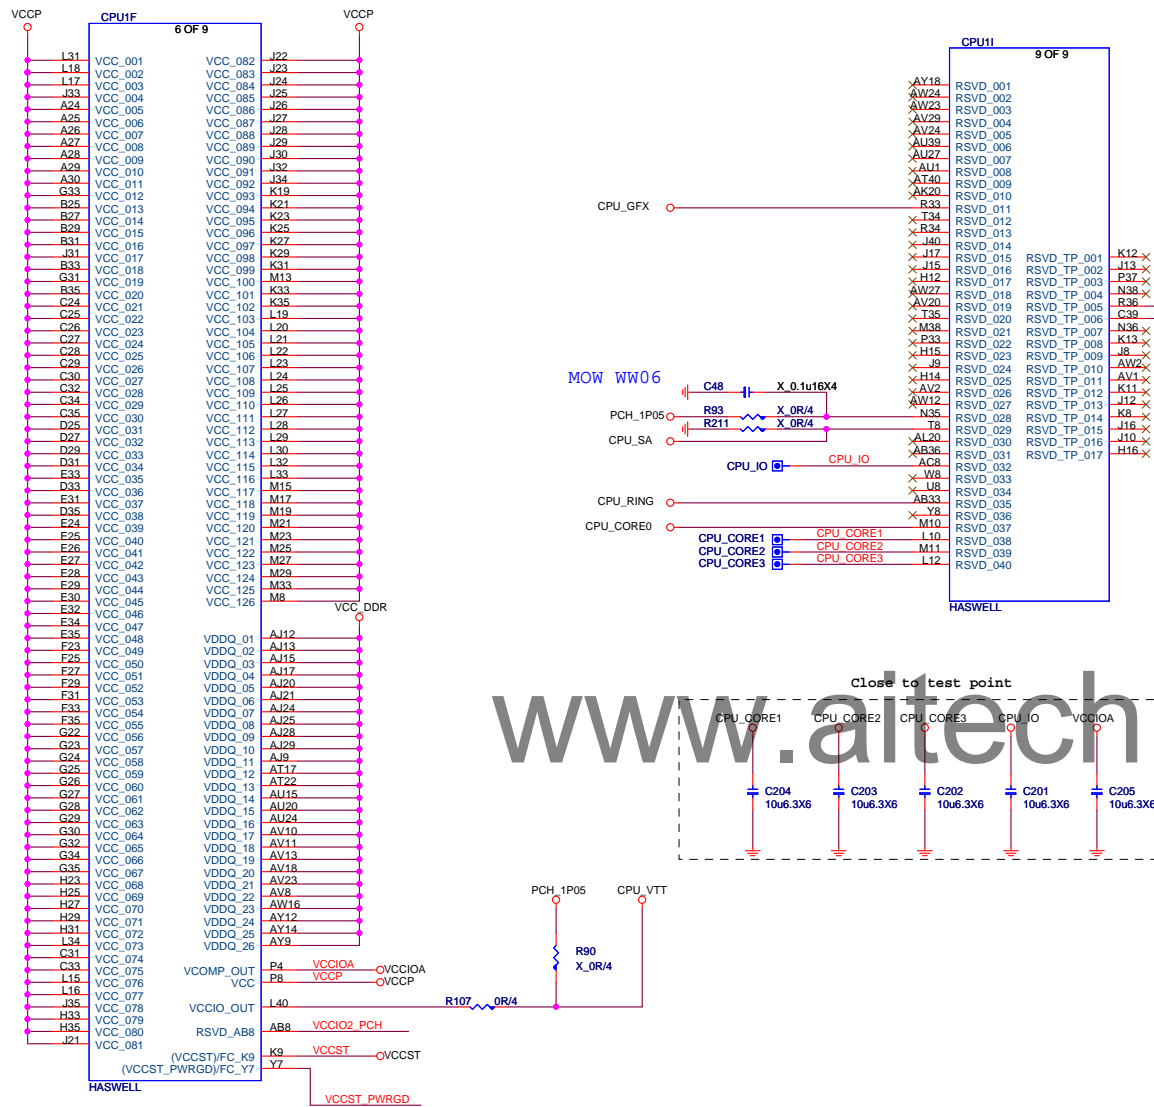 VCCP
CPU1F
VCCP
6 OF 9
L31 VCC_001 VCC_082 J22
L18 VCC_002 VCC_083 J23
L17 VCC_003 VCC_084 J24
J33 VCC_004 VCC_085 J25
A24 VCC_005 VCC_086 J26
A25 VCC_006 VCC_087 J27
A26 VCC_007 VCC_088 J28
A27 VCC_008 VCC_089 J29
A28 VCC_009 VCC_090 J30
A29 VCC_010 VCC_091 J32
A30 VCC_011 VCC_092 J34
G33 VCC_012 VCC_093 K19
B25 VCC_013 VCC_094 K21
B27 VCC_014 VCC_095 K23
B29 VCC_015 VCC_096 K25
B31 VCC_016 VCC_097 K27
J31 VCC_017 VCC_098 K29
B33 VCC_018 VCC_099 K31
G31 VCC_019 VCC_100 M13
B35 VCC_020 VCC_101 K33
C24 VCC_021 VCC_102 K35
C25 VCC_022 VCC_103 L19
C26 VCC_023 VCC_104 L20
C27 VCC_024 VCC_105 L21
C28 VCC_025 VCC_106 L22
C29 VCC_026 VCC_107 L23
C30 VCC_027 VCC_108 L24
C32 VCC_028 VCC_109 L25
C34 VCC_029 VCC_110 L26
C35 VCC_030 VCC_111 L27
D25 VCC_031 VCC_112 L28
D27 VCC_032 VCC_113 L29
D29 VCC_033 VCC_114 L30
D31 VCC_034 VCC_115 L32
E33 VCC_035 VCC_116 L33
D33 VCC_036 VCC_117 M15
E31 VCC_037 VCC_118 M17
D35 VCC_038 VCC_119 M19
E24 VCC_039 VCC_120 M21
E25 VCC_040 VCC_121 M23
E26 VCC_041 VCC_122 M25
E27 VCC_042 VCC_123 M27
E28 VCC_043 VCC_124 M29
E29 VCC_044 VCC_125 M33
E30 VCC_045 VCC_126 M8
E32 VCC_046 VCC_DDR
E34 VCC_047
E35 VCC_048 VDDQ_01 AJ12
F23 VCC_049 VDDQ_02 AJ13
F25 VCC_050 VDDQ_03 AJ15
F27 VCC_051 VDDQ_04 AJ17
F29 VCC_052 VDDQ_05 AJ20
F31 VCC_053 VDDQ_06 AJ21
F33 VCC_054 VDDQ_07 AJ24
F35 VCC_055 VDDQ_08 AJ25
G22 VCC_056 VDDQ_09 AJ28
G23 VCC_057 VDDQ_10 AJ29
G24 VCC_058 VDDQ_11 AJ9
G25 VCC_059 VDDQ_12 AT17
G26 VCC_060 VDDQ_13 AT22
G27 VCC_061 VDDQ_14 AU15
G28 VCC_062 VDDQ_15 AU20
G29 VCC_063 VDDQ_16 AU24
G30 VCC_064 VDDQ_17 AV10
G32 VCC_065 VDDQ_18 AV11
G34 VCC_066 VDDQ_19 AV13
G35 VCC_067 VDDQ_20 AV18
H23 VCC_068 VDDQ_21 AV23
H25 VCC_069 VDDQ_22 AV8
H27 VCC_070 VDDQ_23 AW16
H29 VCC_071 VDDQ_24 AY12
H31 VCC_072 VDDQ_25 AY14
L34 VCC_073 VDDQ_26 AY9
C31 VCC_074
C33 VCC_075 VCOMP_OUT P4 VCCIOA VCCIOA
L15 VCC_076 VCC P8 VCCP VCCP
L16 VCC_077
J35 VCC_078 VCCIO_OUT L40
H33 VCC_079
H35 VCC_080 RSVD_AB8 AB8 VCCIO2_PCH
J21 VCC_081
(VCCST)/FC_K9 K9 VCCST VCCST
(VCCST_PWRGD)/FC_Y7 Y7
HASWELL
VCCST_PWRGD
CPU1I
9 OF 9
AY18 RSVD_001
AW24 RSVD_002
AW23 RSVD_003
AV29 RSVD_004
AV24 RSVD_005
AU39 RSVD_006
AU27 RSVD_007
AU1 RSVD_008
AT40 RSVD_009
AK20 RSVD_010
CPU_GFX R33 RSVD_011
T34 RSVD_012
R34 RSVD_013
J40 RSVD_014
J17 RSVD_015 RSVD_TP_001 K12
J15 RSVD_016 RSVD_TP_002 J13
H12 RSVD_017 RSVD_TP_003 P37
AW27 RSVD_018 RSVD_TP_004 N38
AV20 RSVD_019 RSVD_TP_005 R36
T35 RSVD_020 RSVD_TP_006 C39
M38 RSVD_021 RSVD_TP_007 N36
P33 RSVD_022 RSVD_TP_008 K13
H15 RSVD_023 RSVD_TP_009 J8
J9 RSVD_024 RSVD_TP_010 AW2
H14 RSVD_025 RSVD_TP_011 AV1
AV2 RSVD_026 RSVD_TP_012 K11
AW12 RSVD_027 RSVD_TP_013 J12
N35 RSVD_028 RSVD_TP_014 K8
T8 RSVD_029 RSVD_TP_015 J16
AL20 RSVD_030 RSVD_TP_016 J10
AB36 RSVD_031 RSVD_TP_017 H16
CPU_IO CPU_IO AC8 RSVD_032
W8 RSVD_033
U8 RSVD_034
CPU_RING AB33 RSVD_035
Y8 RSVD_036
CPU_CORE0 M10 RSVD_037
CPU_CORE1 CPU_CORE1 L10 RSVD_038
CPU_CORE2 CPU_CORE2 M11 RSVD_039
CPU_CORE3 CPU_CORE3 L12 RSVD_040
HASWELL
MOW WW06
C48 X_0.1u16X4
PCH_1P05 R93 X_0R/4
R211 X_0R/4
CPU_SA
Close to test point
www.aitech
CPU_CORE1 CPU_CORE2 CPU_CORE3 CPU_IO VCCIOA
C204 C203 C202 C201 C205
10u6.3X6 10u6.3X6 10u6.3X6 10u6.3X6 10u6.3X6
PCH_1P05 CPU_VTT
R90
X_0R/4
R107 0R/4